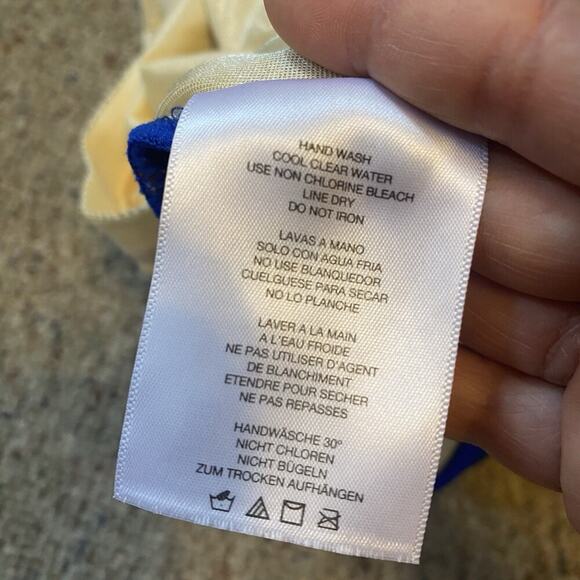 HAND WASH
COOL CLEAR WATER
USE NON CHLORINE BLEACH
LINE DRY
DO NOT IRON
LAVAS A MANO
SOLO CON AGUA FRIA
NO USE BLANQUEDOR
CUELGUESE PARA SEGAR
NO LO PLANCHE
LAVER A LA MAIN
A L'EAU FROIDE
NE PAS UTILISER D'AGENT
DE BLANCHIMENT
ETENDRE POUR SECHER
NE PAS REPASSES
HANDWÄSCHE 30°
NICHT CHLOREN
NICHT BÜGELN
ZUM TROCKEN AUFHÄNGEN